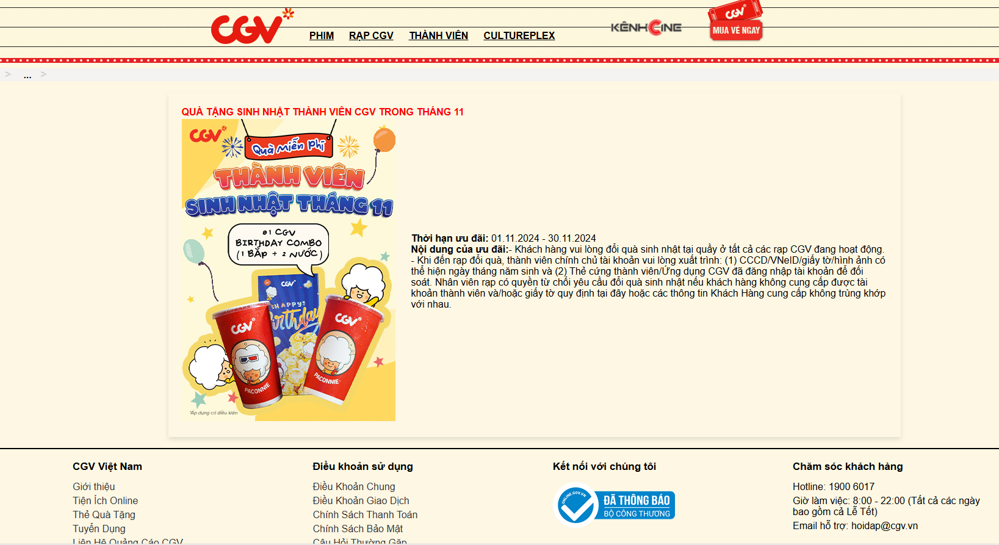 CGV
PHIM RẠP CGV THÀNH VIÊN CULTUREPLEX
KÊNH CINE
CGV
MUA VÉ NGAY
> ... >
QUÀ TẶNG SINH NHẬT THÀNH VIÊN CGV TRONG THÁNG 11
CGV
Quà miễn phí
THÀNH VIÊN
SINH NHẬT THÁNG 11
01 CGV
BIRTHDAY COMBO
(1 BẮP + 2 NƯỚC)
CGV
HAPPY
Birthday
CGV
CGV
PACONNIE
PACONNIE
*Áp dụng có điều kiện
Thời hạn ưu đãi: 01.11.2024 - 30.11.2024
Nội dung của ưu đãi:- Khách hàng vui lòng đổi quà sinh nhật tại quầy ở tất cả các rạp CGV đang hoạt động.
- Khi đến rạp đổi quà, thành viên chính chủ tài khoản vui lòng xuất trình: (1) CCCD/VNeID/giấy tờ/hình ảnh có
thể hiện ngày tháng năm sinh và (2) Thẻ cứng thành viên/Ứng dụng CGV đã đăng nhập tài khoản để đối
soát. Nhân viên rạp có quyền từ chối yêu cầu đổi quà sinh nhật nếu khách hàng không cung cấp được tài
khoản thành viên và/hoặc giấy tờ quy định tại đây hoặc các thông tin Khách Hàng cung cấp không trùng khớp
với nhau.
CGV Việt Nam
Giới thiệu
Tiện Ích Online
Thẻ Quà Tặng
Tuyển Dụng
Liên Hệ Quảng Cáo CGV
Điều khoản sử dụng
Điều Khoản Chung
Điều Khoản Giao Dịch
Chính Sách Thanh Toán
Chính Sách Bảo Mật
Câu Hỏi Thường Gặp
Kết nối với chúng tôi
ONLINE.GOV.VN
ĐÃ THÔNG BÁO
BỘ CÔNG THƯƠNG
Chăm sóc khách hàng
Hotline: 1900 6017
Giờ làm việc: 8:00 - 22:00 (Tất cả các ngày
bao gồm cả Lễ Tết)
Email hỗ trợ: hoidap@cgv.vn